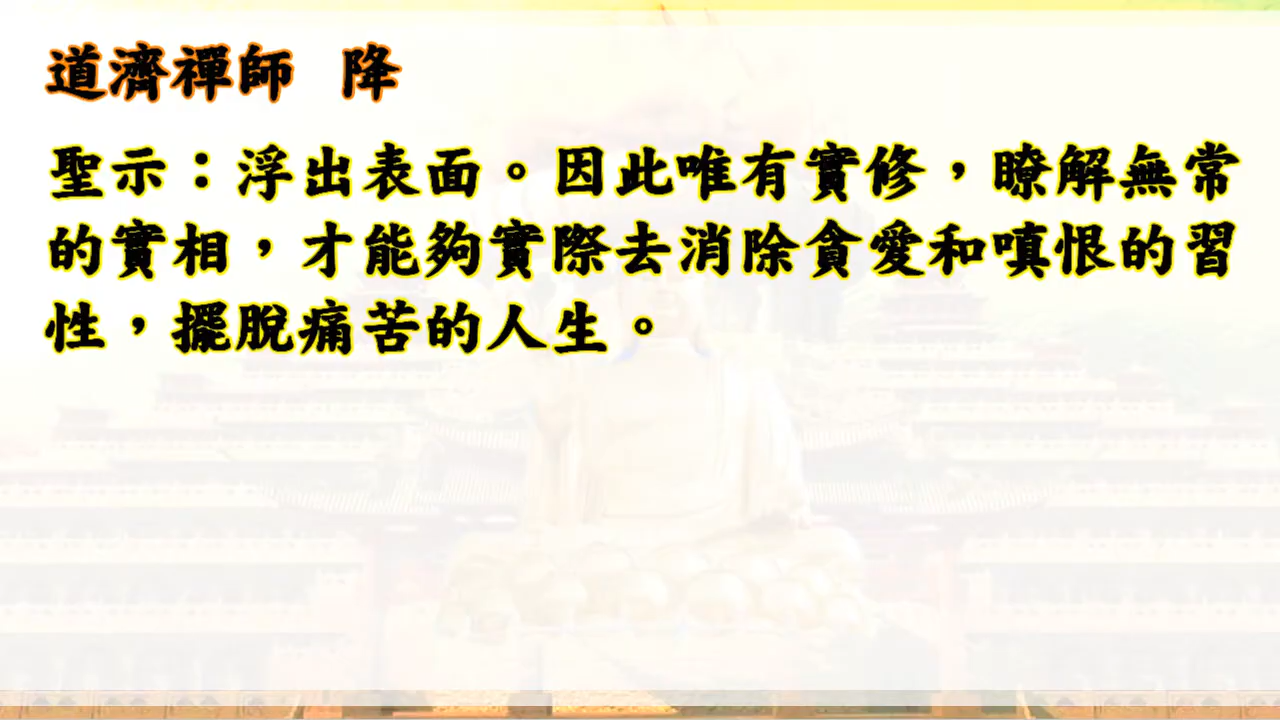 道濟禪師 降
聖示：浮出表面。因此唯有實修，瞭解無常
的實相，才能夠實際去消除貪愛和嗔恨的習
性，擺脫痛苦的人生。